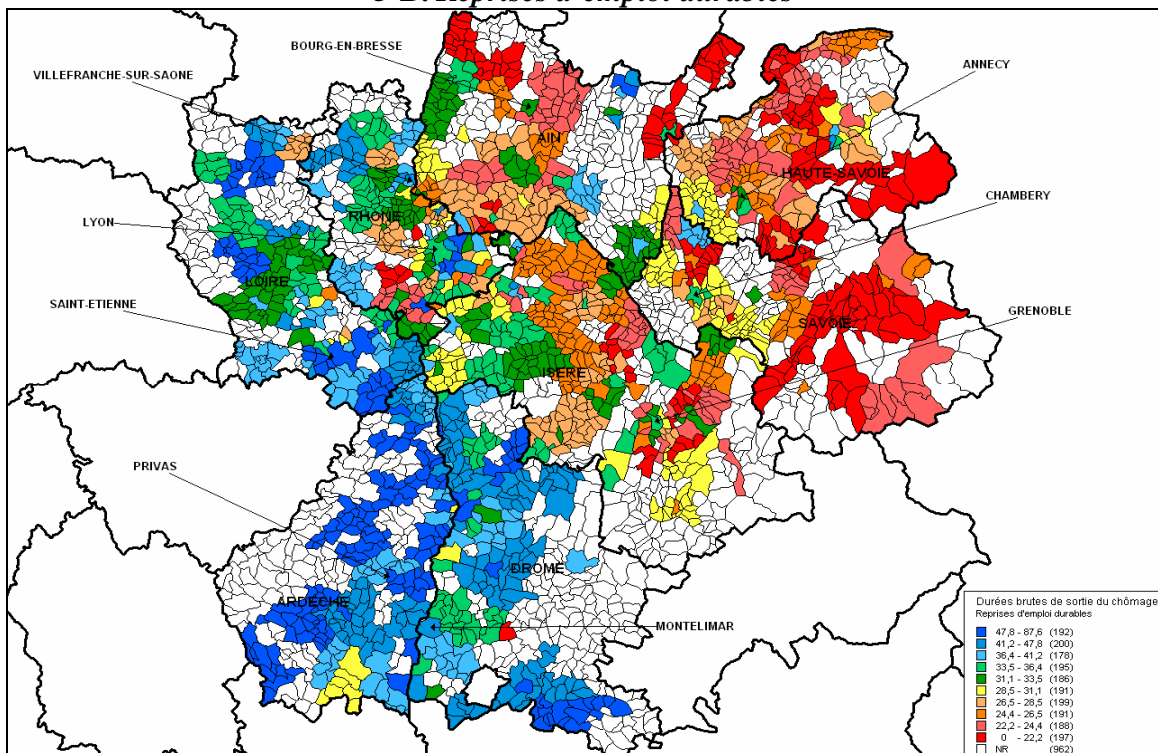 BOURG-EN-BRESSE
VILLEFRANCHE-SUR-SAONE
ANNECY
AIN
HAUTE-SAVOIE
CHAMBERY
LYON
RHONE
LOIRE
SAINT-ETIENNE
GRENOBLE
SAVOIE
ISERE
PRIVAS
DROME
ARDECHE
MONTELIMAR
Durées brutes de sortie du chômage
Reprises d'emploi durables
47,8 - 87,6 (192)
41,2 - 47,8 (200)
36,4 - 41,2 (178)
33,5 - 36,4 (195)
31,1 - 33,5 (186)
28,5 - 31,1 (191)
26,5 - 28,5 (199)
24,4 - 26,5 (191)
22,2 - 24,4 (188)
0 - 22,2 (197)
NR (962)